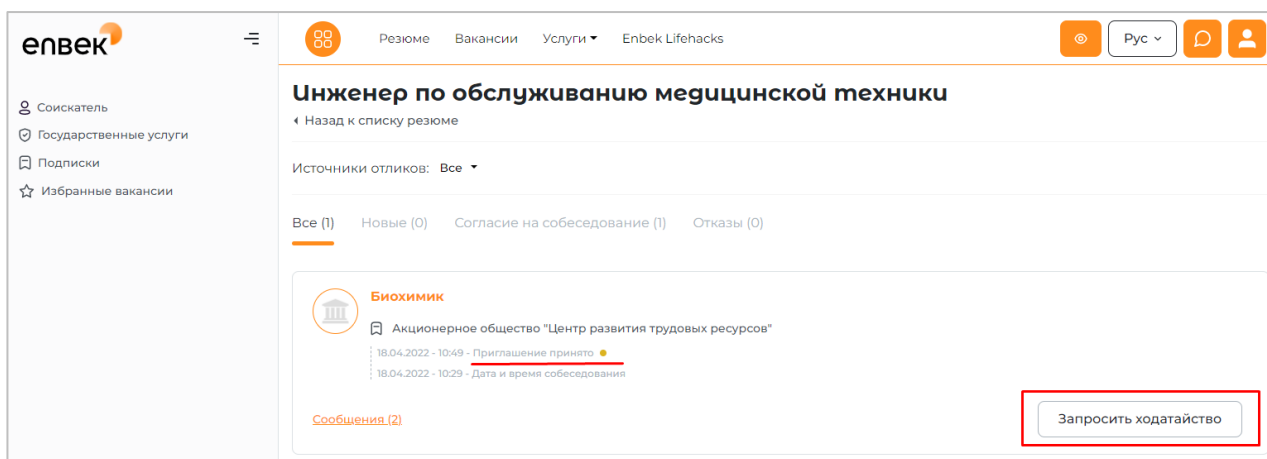 enbek
Резюме Вакансии Услуги Enbek Lifehacks Рус
Соискатель
Государственные услуги
Подписки
Избранные вакансии
Инженер по обслуживанию медицинской техники
Назад к списку резюме
Источники отликов: Все
Все (1) Новые (0) Согласие на собеседование (1) Отказы (0)
Биохимик
Акционерное общество "Центр развития трудовых ресурсов"
18.04.2022 - 10:49 - Приглашение принято
18.04.2022 - 10:29 - Дата и время собеседования
Сообщения (2) Запросить ходатайство